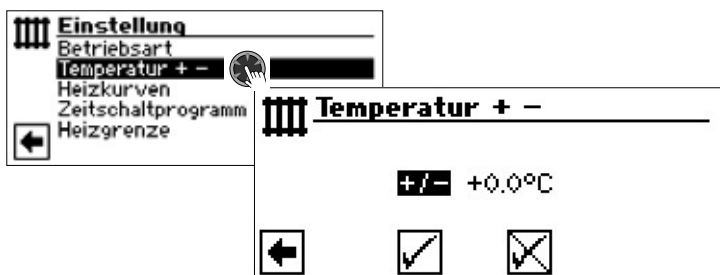 Einstellung
Betriebsart
Temperatur + −
Heizkurven
Zeitschaltprogramm
Heizgrenze
Temperatur + −
+/− +0.0°C